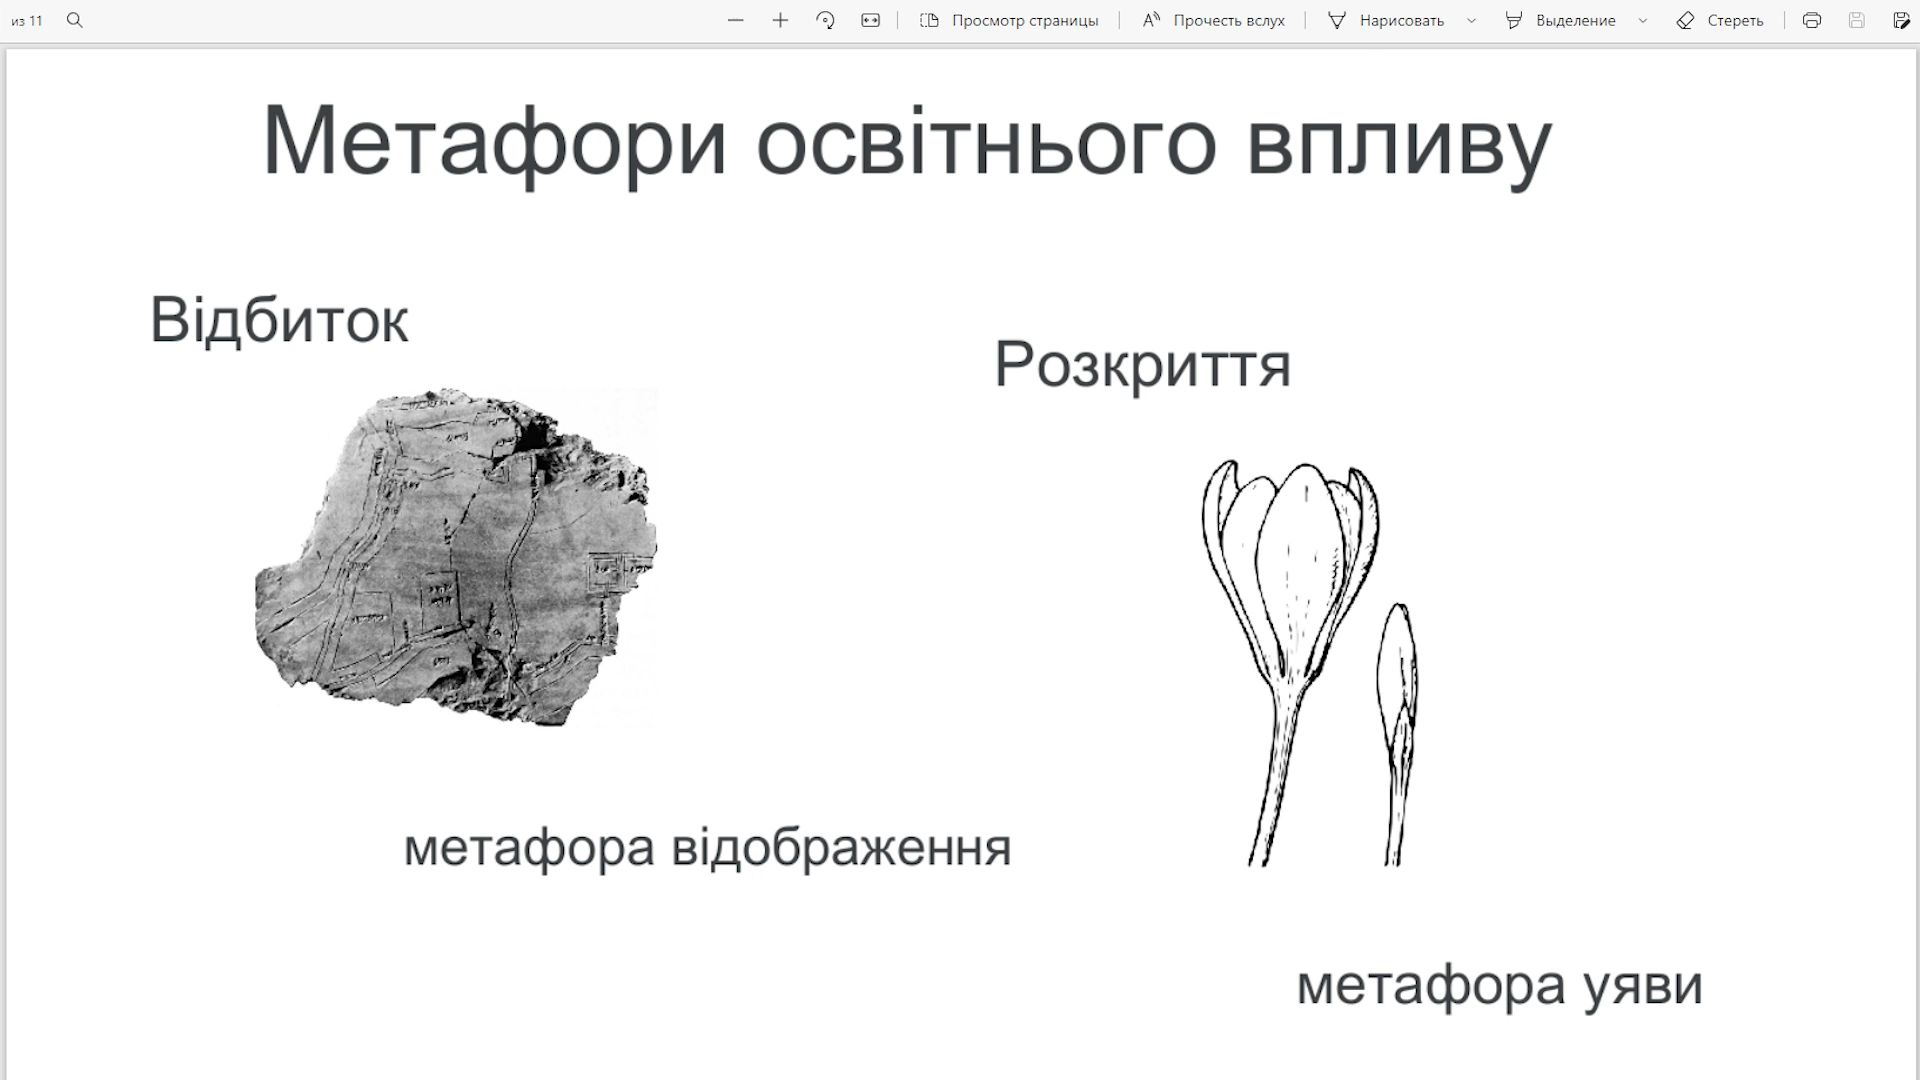 из 11
Просмотр страницы
Прочесть вслух
Нарисовать
Выделение
Стереть
Метафори освітнього впливу
Відбиток
Розкриття
метафора відображення
метафора уяви